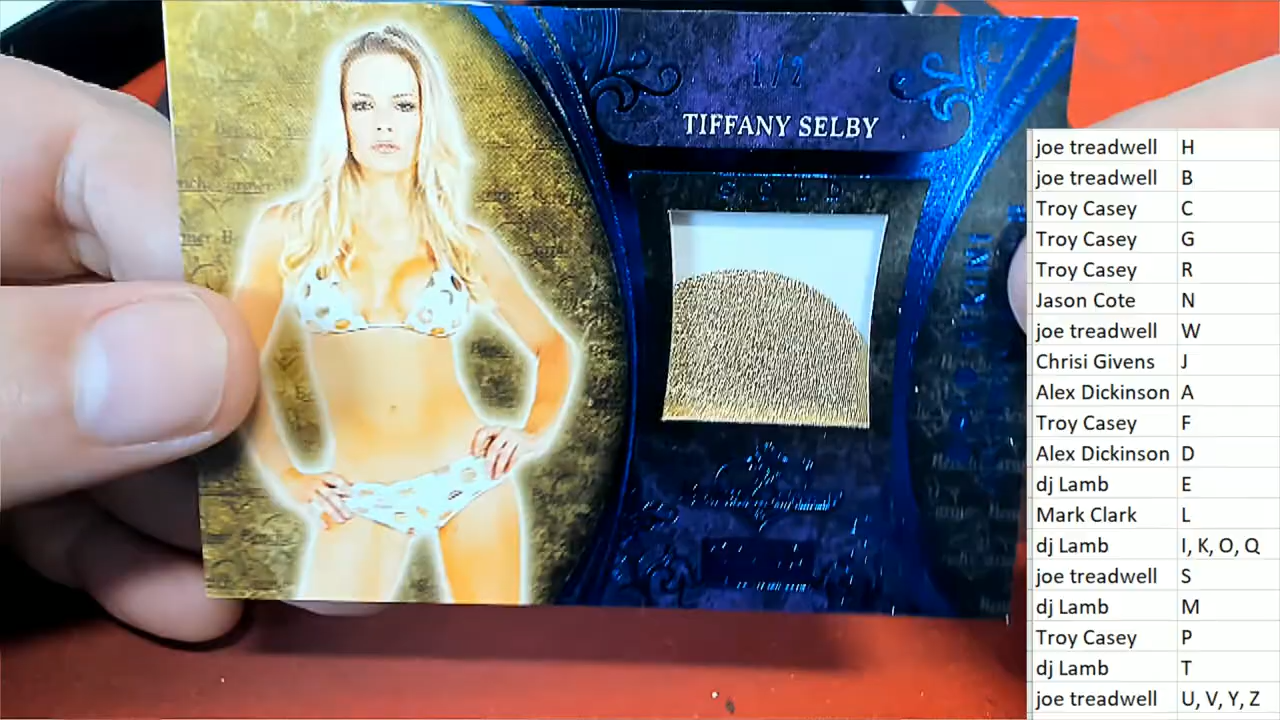 1/2
TIFFANY SELBY
GOLD
joe treadwell H
joe treadwell B
Troy Casey C
Troy Casey G
Troy Casey R
Jason Cote N
joe treadwell W
Chrisi Givens J
Alex Dickinson A
Troy Casey F
Alex Dickinson D
dj Lamb E
Mark Clark L
dj Lamb I, K, O, Q
joe treadwell S
dj Lamb M
Troy Casey P
dj Lamb T
joe treadwell U, V, Y, Z